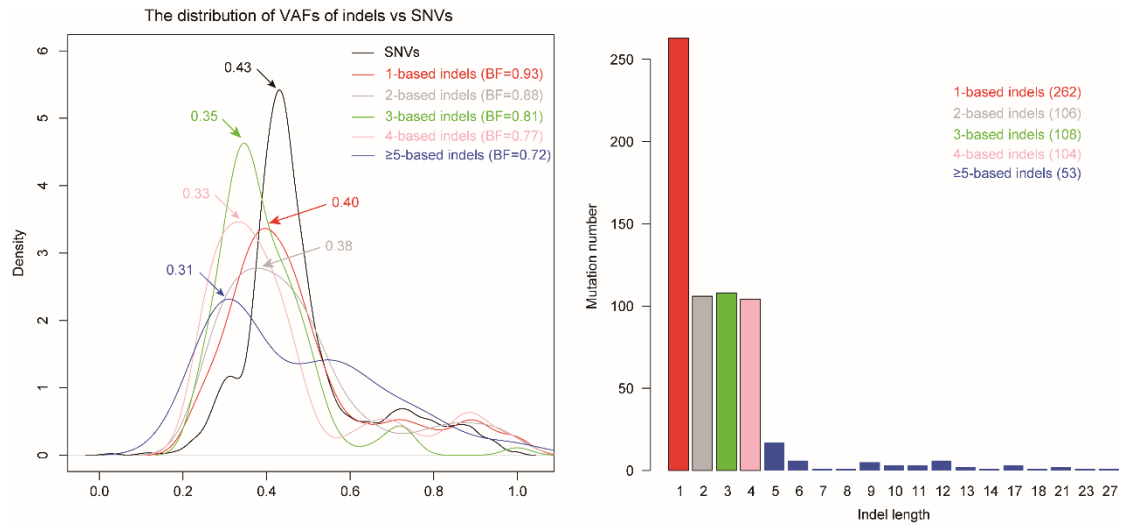 The distribution of VAFs of indels vs SNVs
SNVs
1-based indels (BF=0.93)
2-based indels (BF=0.88)
3-based indels (BF=0.81)
4-based indels (BF=0.77)
≥5-based indels (BF=0.72)
0.43
0.35
0.33
0.40
0.38
0.31
Density
6
5
4
3
2
1
0
0.0 0.2 0.4 0.6 0.8 1.0
1-based indels (262)
2-based indels (106)
3-based indels (108)
4-based indels (104)
≥5-based indels (53)
Mutation number
250
200
150
100
50
0
1 2 3 4 5 6 7 8 9 10 11 12 13 14 17 18 21 23 27
Indel length